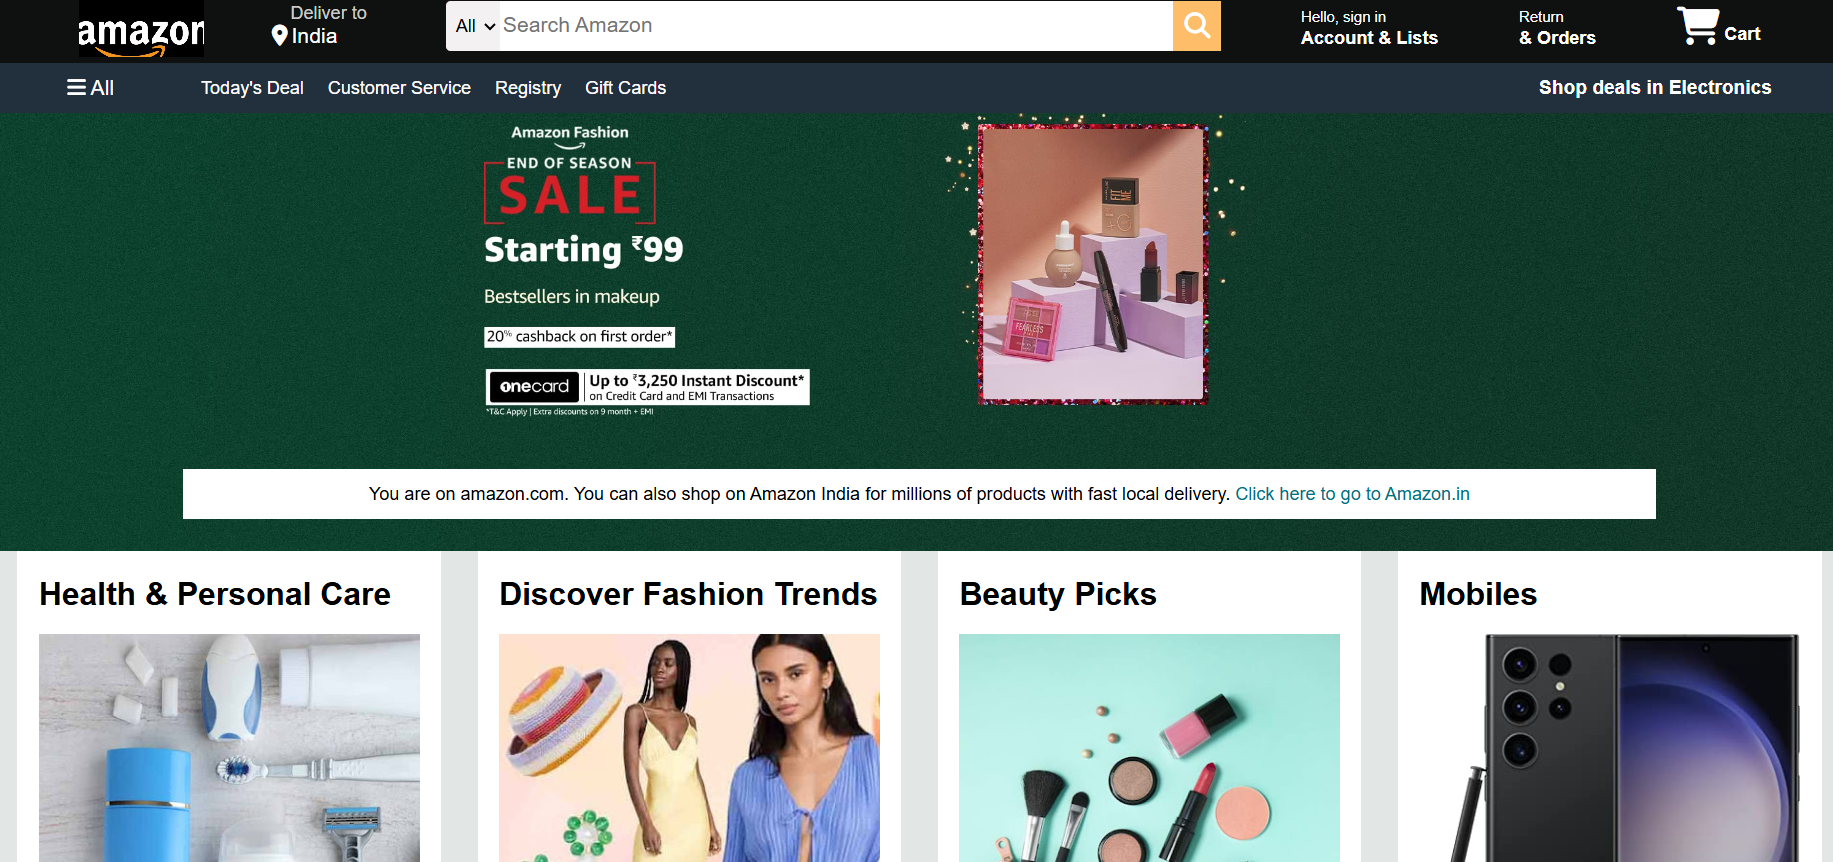 amazon
Deliver to
India
All
Search Amazon
Hello, sign in
Account & Lists
Return
& Orders
Cart
All
Today's Deal
Customer Service
Registry
Gift Cards
Shop deals in Electronics
Amazon Fashion
END OF SEASON
SALE
Starting ₹99
Bestsellers in makeup
20% cashback on first order*
onecard
Up to ₹3,250 Instant Discount*
on Credit Card and EMI Transactions
*T&C Apply | Extra discounts on 9 month + EMI
FIT
ME
FEARLESS
You are on amazon.com. You can also shop on Amazon India for millions of products with fast local delivery. Click here to go to Amazon.in
Health & Personal Care
Discover Fashion Trends
Beauty Picks
Mobiles